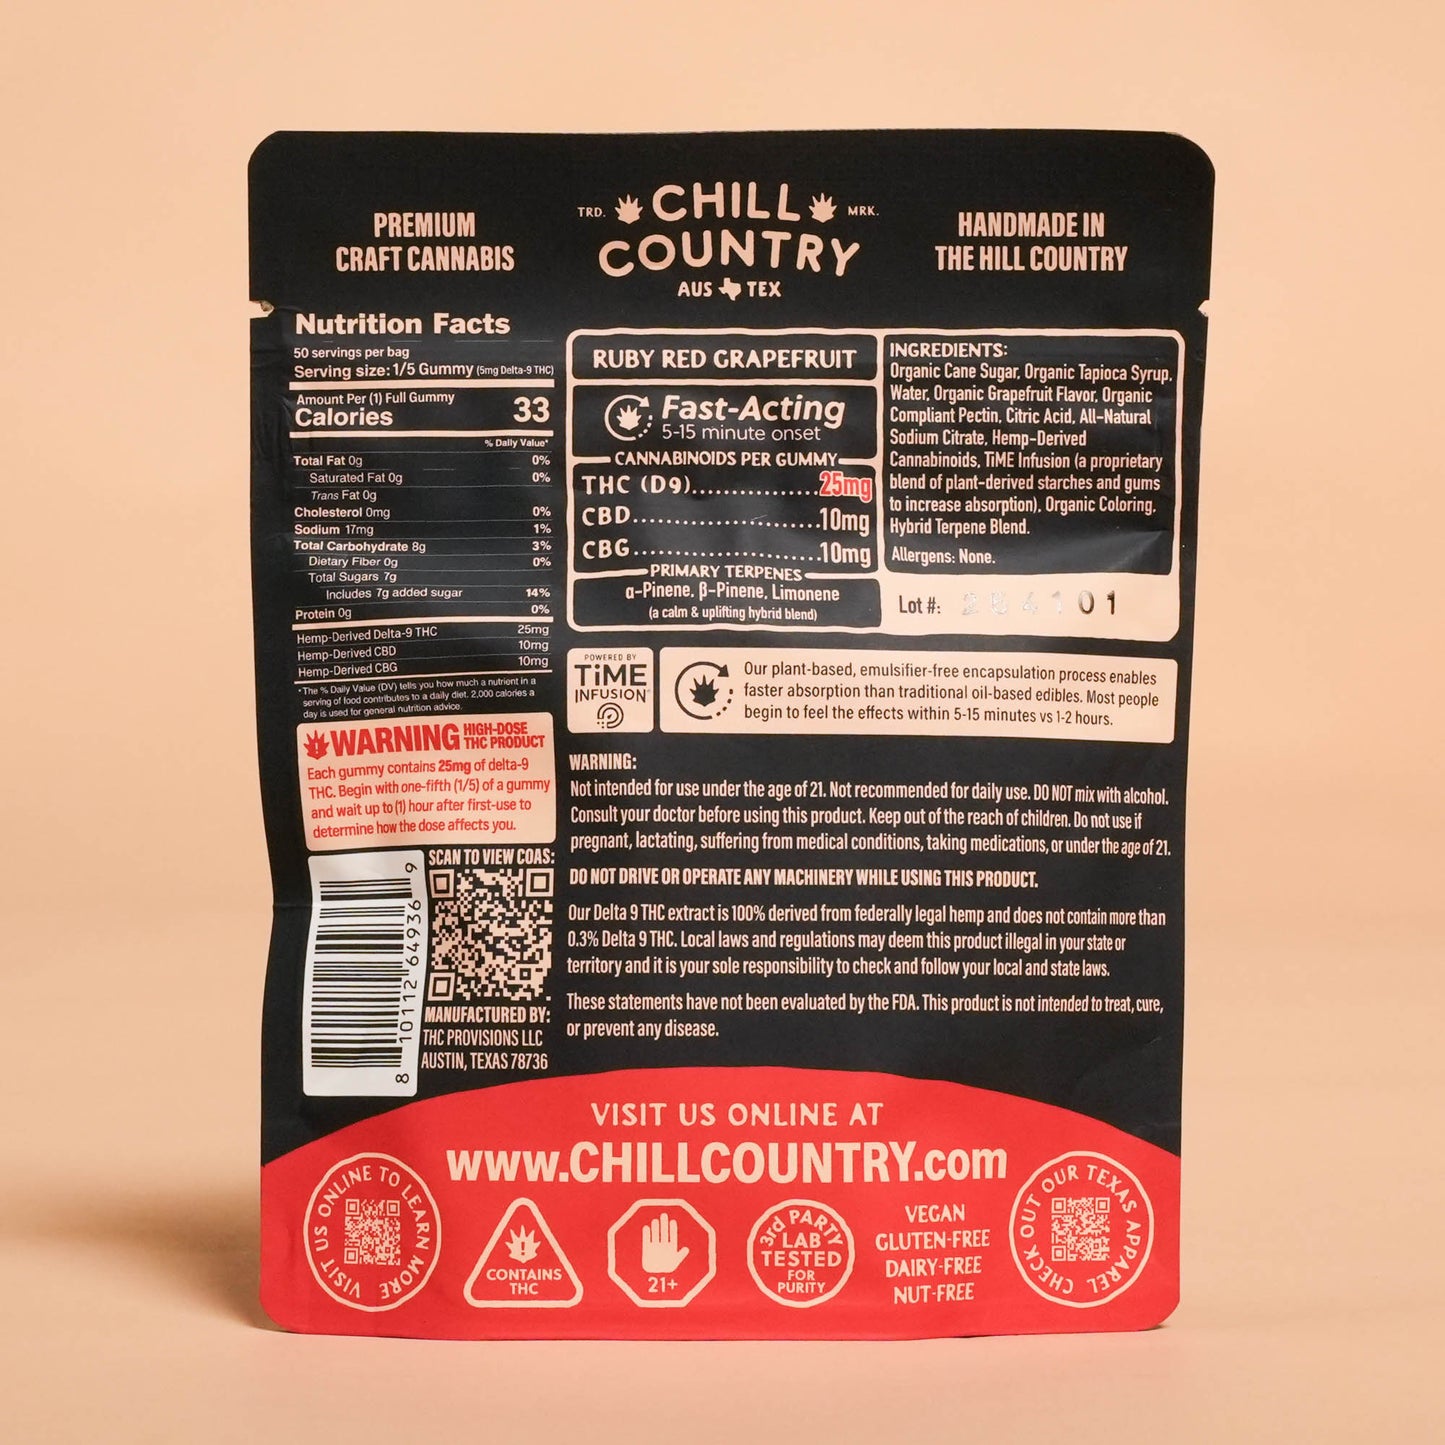 PREMIUM
CRAFT CANNABIS
TRD. CHILL MRK.
COUNTRY
AUS TEX
HANDMADE IN
THE HILL COUNTRY
Nutrition Facts
50 servings per bag
Serving size: 1/5 Gummy (5mg Delta-9 THC)
Amount Per (1) Full Gummy
Calories 33
% Daily Value*
Total Fat 0g 0%
Saturated Fat 0g 0%
Trans Fat 0g
Cholesterol 0mg 0%
Sodium 17mg 1%
Total Carbohydrate 8g 3%
Dietary Fiber 0g 0%
Total Sugars 7g
Includes 7g added sugar 14%
Protein 0g 0%
Hemp-Derived Delta-9 THC 25mg
Hemp-Derived CBD 10mg
Hemp-Derived CBG 10mg
*The % Daily Value (DV) tells you how much a nutrient in a
serving of food contributes to a daily diet. 2,000 calories a
day is used for general nutrition advice.
WARNING HIGH-DOSE
THC PRODUCT
Each gummy contains 25mg of delta-9
THC. Begin with one-fifth (1/5) of a gummy
and wait up to (1) hour after first-use to
determine how the dose affects you.
8 10112 64936 9
SCAN TO VIEW COAS:
MANUFACTURED BY:
THC PROVISIONS LLC
AUSTIN, TEXAS 78736
RUBY RED GRAPEFRUIT
Fast-Acting
5-15 minute onset
CANNABINOIDS PER GUMMY
THC (D9)..................25mg
CBD..........................10mg
CBG..........................10mg
PRIMARY TERPENES
α-Pinene, β-Pinene, Limonene
(a calm & uplifting hybrid blend)
INGREDIENTS:
Organic Cane Sugar, Organic Tapioca Syrup,
Water, Organic Grapefruit Flavor, Organic
Compliant Pectin, Citric Acid, All-Natural
Sodium Citrate, Hemp-Derived
Cannabinoids, TiME Infusion (a proprietary
blend of plant-derived starches and gums
to increase absorption), Organic Coloring,
Hybrid Terpene Blend.
Allergens: None.
Lot #:
POWERED BY
TiME
INFUSION
Our plant-based, emulsifier-free encapsulation process enables
faster absorption than traditional oil-based edibles. Most people
begin to feel the effects within 5-15 minutes vs 1-2 hours.
WARNING:
Not intended for use under the age of 21. Not recommended for daily use. DO NOT mix with alcohol.
Consult your doctor before using this product. Keep out of the reach of children. Do not use if
pregnant, lactating, suffering from medical conditions, taking medications, or under the age of 21.
DO NOT DRIVE OR OPERATE ANY MACHINERY WHILE USING THIS PRODUCT.
Our Delta 9 THC extract is 100% derived from federally legal hemp and does not contain more than
0.3% Delta 9 THC. Local laws and regulations may deem this product illegal in your state or
territory and it is your sole responsibility to check and follow your local and state laws.
These statements have not been evaluated by the FDA. This product is not intended to treat, cure,
or prevent any disease.
VISIT US ONLINE AT
www.CHILLCOUNTRY.com
VISIT US ONLINE TO LEARN MORE
CONTAINS
THC
21+
3rd PARTY
LAB
TESTED
FOR
PURITY
VEGAN
GLUTEN-FREE
DAIRY-FREE
NUT-FREE
CHECK OUT OUR TEXAS APPAREL